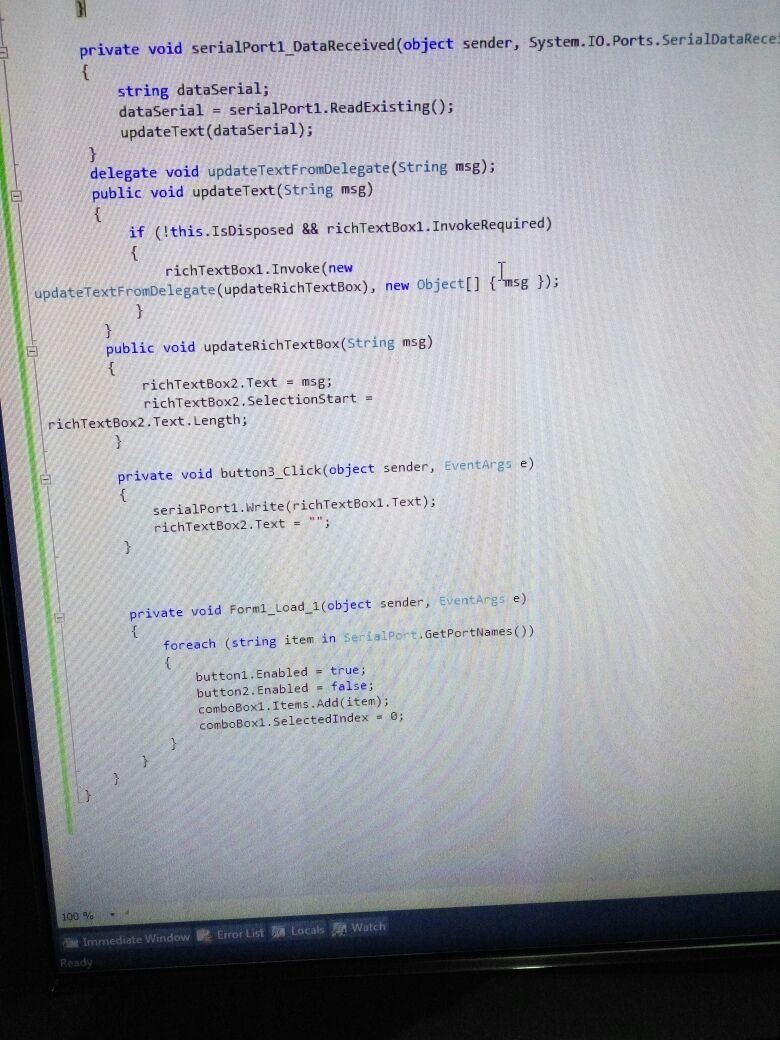 }
private void serialPort1_DataReceived(object sender, System.IO.Ports.SerialDataRecei
{
string dataSerial;
dataSerial = serialPort1.ReadExisting();
updateText(dataSerial);
}
delegate void updateTextFromDelegate(String msg);
public void updateText(String msg)
{
if (!this.IsDisposed && richTextBox1.InvokeRequired)
{
richTextBox1.Invoke(new
updateTextFromDelegate(updateRichTextBox), new Object[] { msg });
}
}
public void updateRichTextBox(String msg)
{
richTextBox2.Text = msg;
richTextBox2.SelectionStart =
richTextBox2.Text.Length;
}
private void button3_Click(object sender, EventArgs e)
{
serialPort1.Write(richTextBox1.Text);
richTextBox2.Text = "";
}
private void Form1_Load_1(object sender, EventArgs e)
{
foreach (string item in SerialPort.GetPortNames())
{
button1.Enabled = true;
button2.Enabled = false;
comboBox1.Items.Add(item);
comboBox1.SelectedIndex = 0;
}
}
}
}
100 %
Immediate Window Error List Locals Watch
Ready